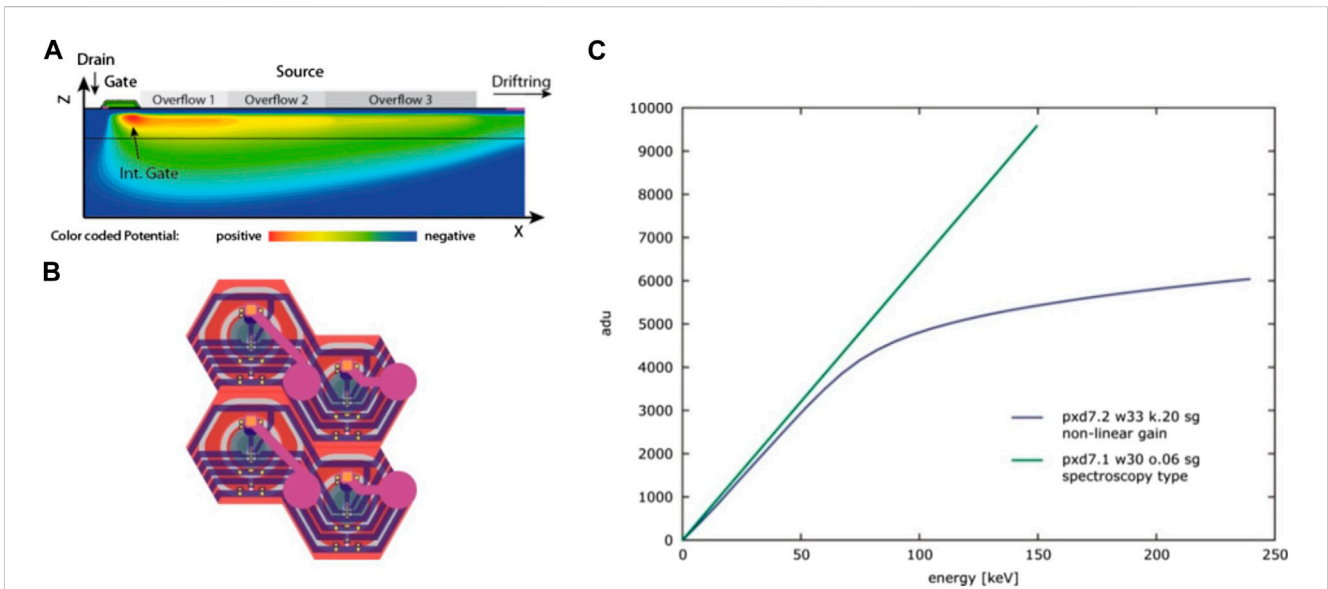 A
Drain
Gate
Source
Driftring
Z
Overflow 1
Overflow 2
Overflow 3
Int. Gate
X
Color coded Potential:
positive
negative
B
C
10000
9000
8000
7000
6000
5000
4000
3000
2000
1000
0
adu
pxd7.2 w33 k.20 sg
non-linear gain
pxd7.1 w30 o.06 sg
spectroscopy type
0
50
100
150
200
250
energy [keV]